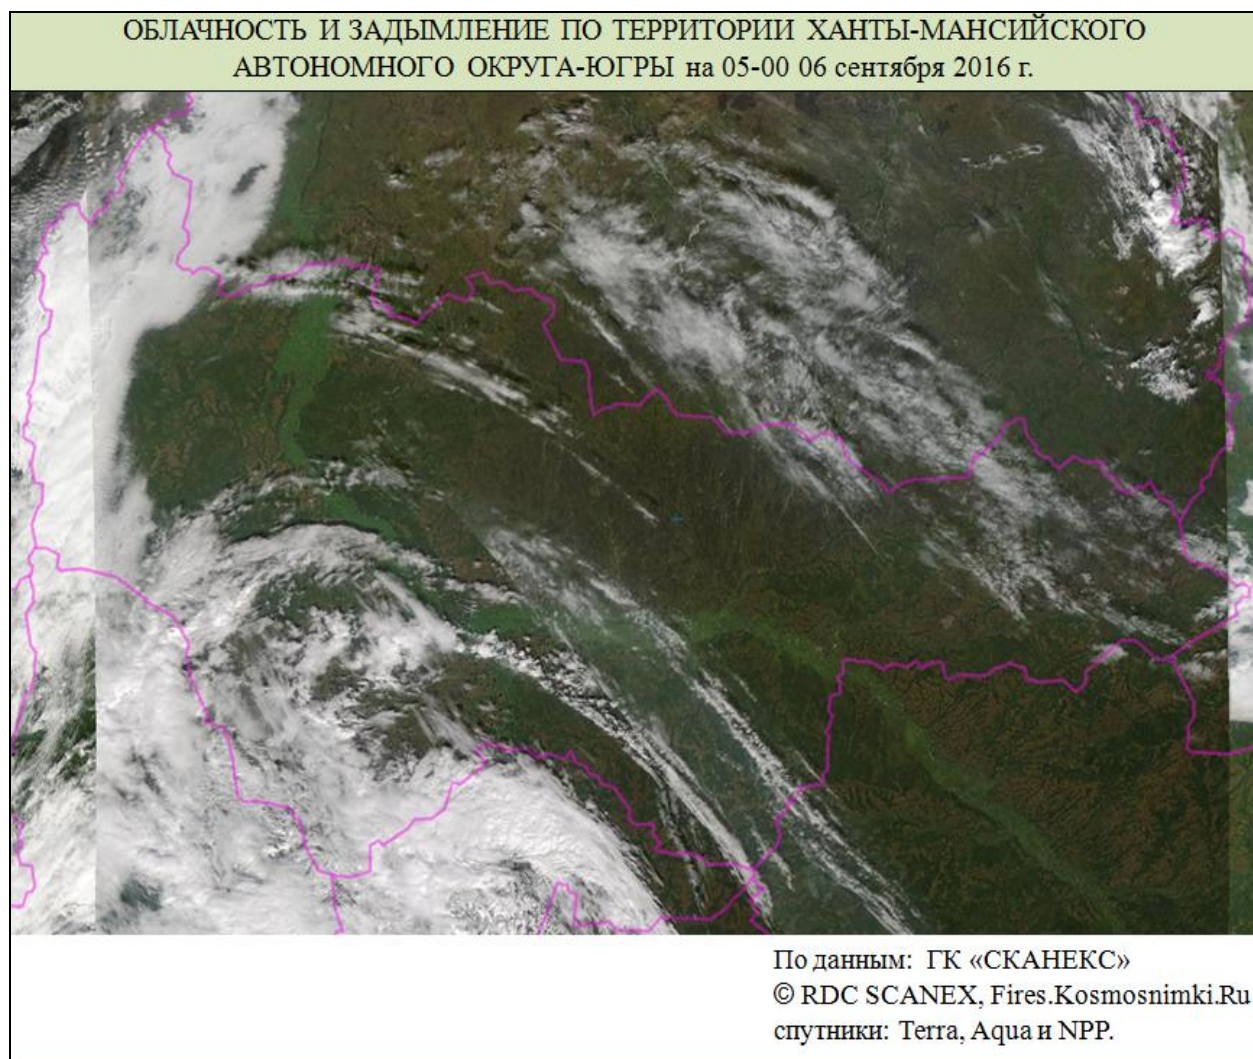 ОБЛАЧНОСТЬ И ЗАДЫМЛЕНИЕ ПО ТЕРРИТОРИИ ХАНТЫ-МАНСИЙСКОГО
АВТОНОМНОГО ОКРУГА-ЮГРЫ на 05-00 06 сентября 2016 г.
По данным: ГК «СКАНЕКС»
© RDC SCANEX, Fires.Kosmosnimki.Ru
спутники: Terra, Aqua и NPP.